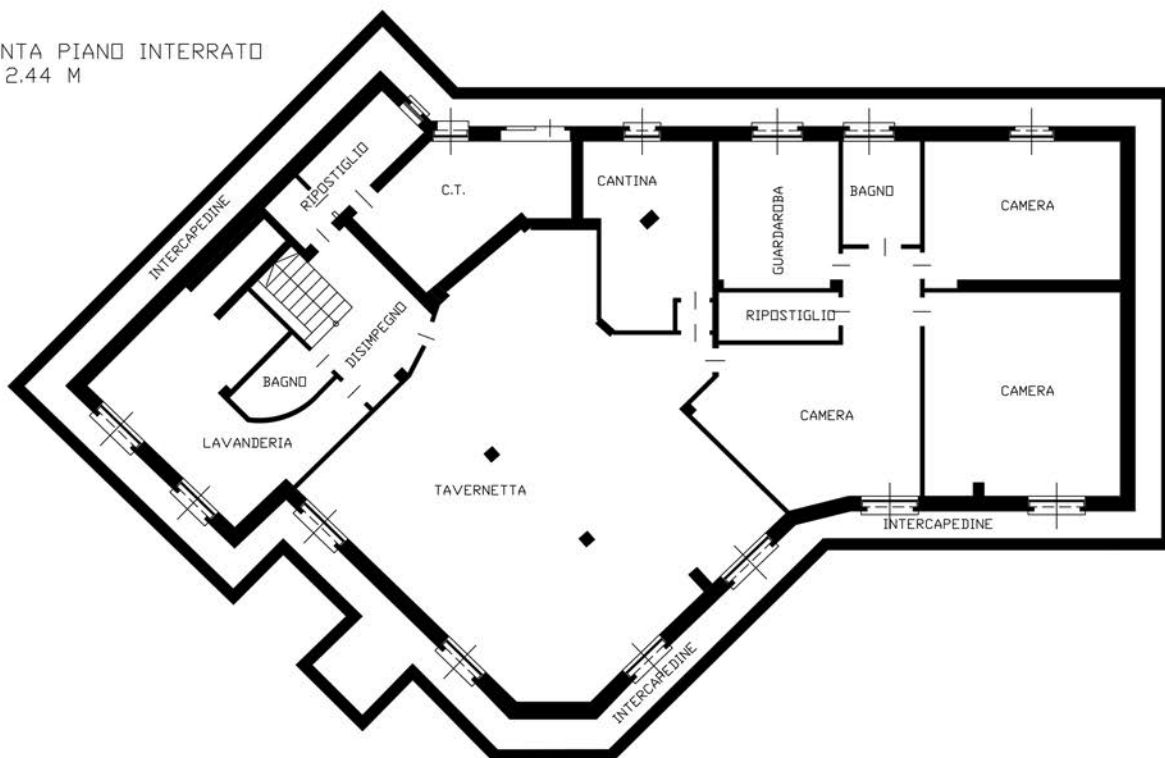 NTA PIANO INTERRATO
2.44 M
RIPOSTIGLIO
C.T.
CANTINA
GUARDAROBA
BAGNO
CAMERA
INTERCAPEDINE
RIPOSTIGLIO
DISIMPEGNO
BAGNO
CAMERA
CAMERA
LAVANDERIA
TAVERNETTA
INTERCAPEDINE
INTERCAPEDINE